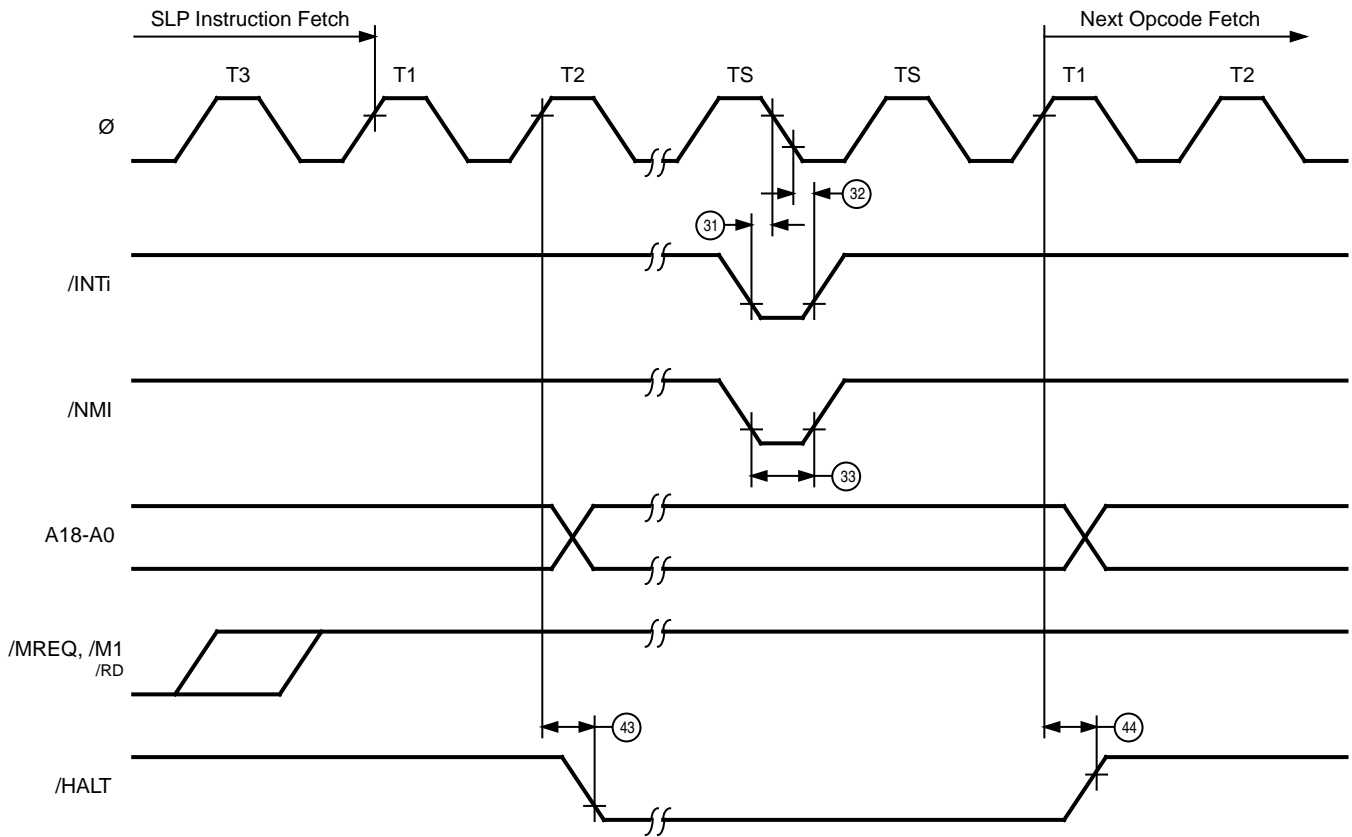 SLP Instruction Fetch
Next Opcode Fetch
T3
T1
T2
TS
TS
T1
T2
Ø
32
31
/INTi
/NMI
33
A18-A0
/MREQ, /M1
/RD
43
44
/HALT